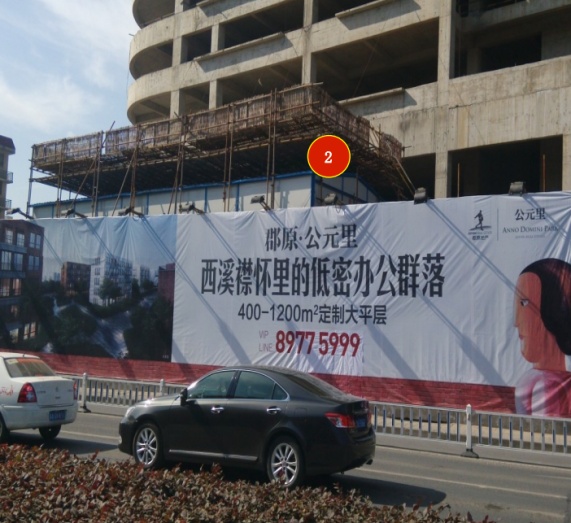 2
郡原·公元里
公元里
ANNO DOMINI PARK
西溪襟怀里的低密办公群落
400-1200m²定制大平层
VIP
LINE
8977 5999